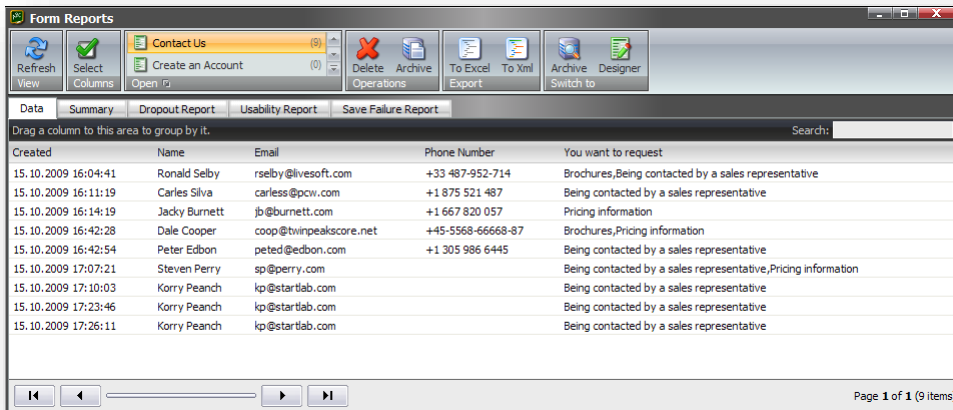 Form Reports
Refresh
View
Select
Columns
Contact Us (9)
Create an Account (0)
Open
Delete Archive
Operations
To Excel To Xml
Export
Archive Designer
Switch to
Data Summary Dropout Report Usability Report Save Failure Report
Drag a column to this area to group by it. Search:
Created Name Email Phone Number You want to request
15.10.2009 16:04:41 Ronald Selby rselby@livesoft.com +33 487-952-714 Brochures,Being contacted by a sales representative
15.10.2009 16:11:19 Carles Silva carless@pcw.com +1 875 521 487 Being contacted by a sales representative
15.10.2009 16:14:19 Jacky Burnett jb@burnett.com +1 667 820 057 Pricing information
15.10.2009 16:42:28 Dale Cooper coop@twinpeakscore.net +45-5568-66668-87 Brochures,Pricing information
15.10.2009 16:42:54 Peter Edbon peted@edbon.com +1 305 986 6445 Being contacted by a sales representative
15.10.2009 17:07:21 Steven Perry sp@perry.com Being contacted by a sales representative,Pricing information
15.10.2009 17:10:03 Korry Peanch kp@startlab.com Being contacted by a sales representative
15.10.2009 17:23:46 Korry Peanch kp@startlab.com Being contacted by a sales representative
15.10.2009 17:26:11 Korry Peanch kp@startlab.com Being contacted by a sales representative
Page 1 of 1 (9 items